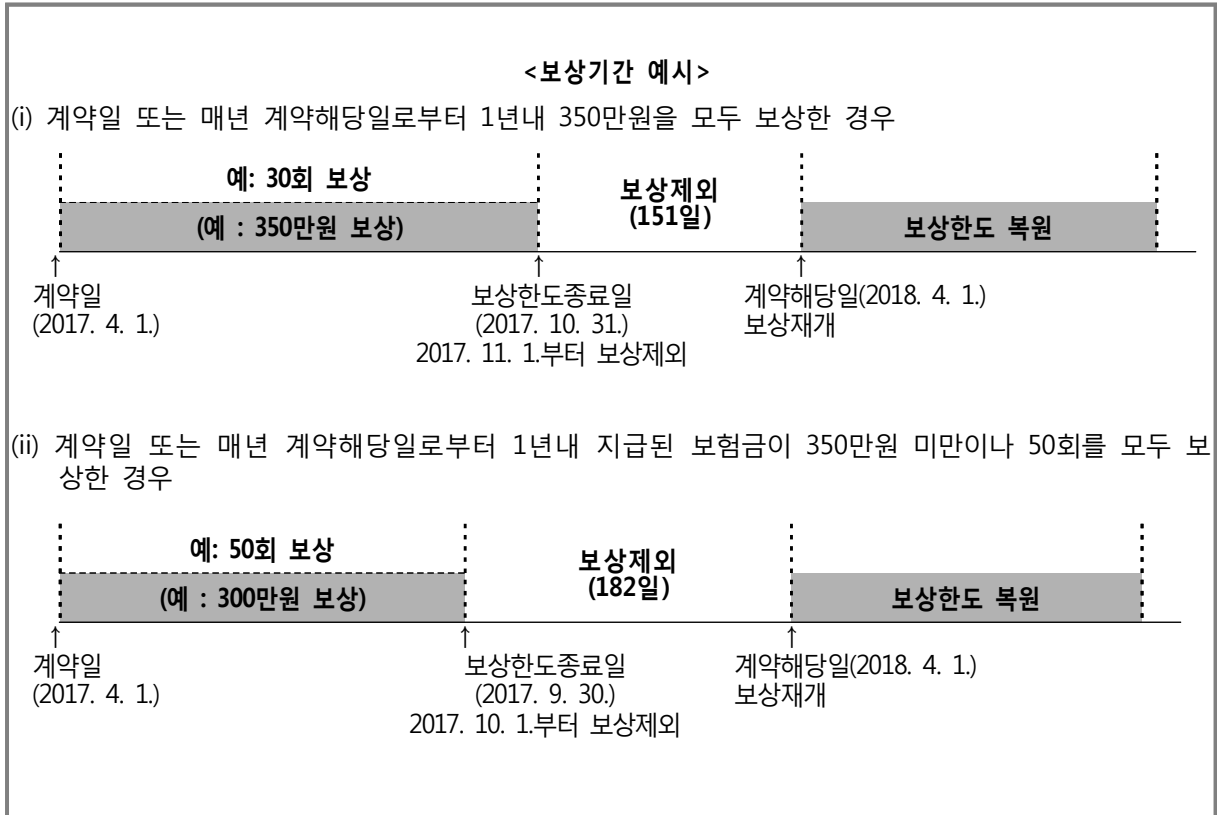 <보상기간 예시>
(i) 계약일 또는 매년 계약해당일로부터 1년내 350만원을 모두 보상한 경우
예: 30회 보상
(예 : 350만원 보상)
보상제외
(151일)
보상한도 복원
↑ ↑ ↑
계약일 보상한도종료일 계약해당일(2018. 4. 1.)
(2017. 4. 1.) (2017. 10. 31.) 보상재개
2017. 11. 1.부터 보상제외
(ii) 계약일 또는 매년 계약해당일로부터 1년내 지급된 보험금이 350만원 미만이나 50회를 모두 보
상한 경우
예: 50회 보상
(예 : 300만원 보상)
보상제외
(182일)
보상한도 복원
↑ ↑ ↑
계약일 보상한도종료일 계약해당일(2018. 4. 1.)
(2017. 4. 1.) (2017. 9. 30.) 보상재개
2017. 10. 1.부터 보상제외